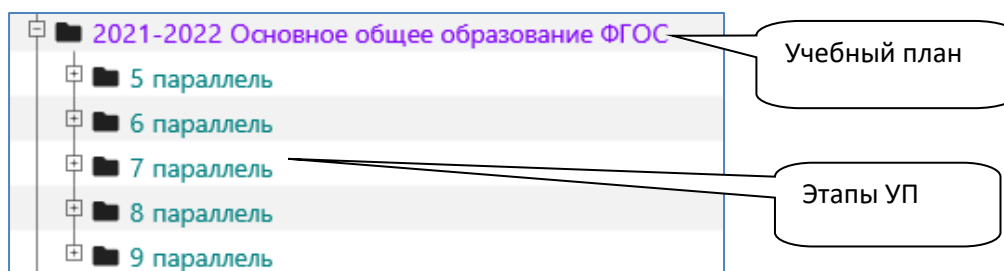 2021-2022 Основное общее образование ФГОС
Учебный план
5 параллель
6 параллель
7 параллель
Этапы УП
8 параллель
9 параллель